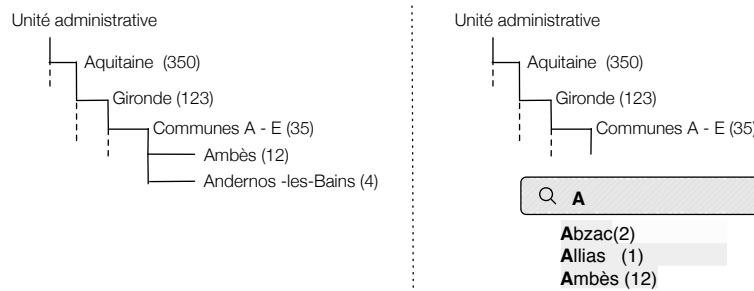 Unité administrative
Aquitaine (350)
Gironde (123)
Communes A - E (35)
Ambès (12)
Andernos -les-Bains (4)
Unité administrative
Aquitaine (350)
Gironde (123)
Communes A - E (35)
A
Abzac(2)
Allias (1)
Ambès (12)